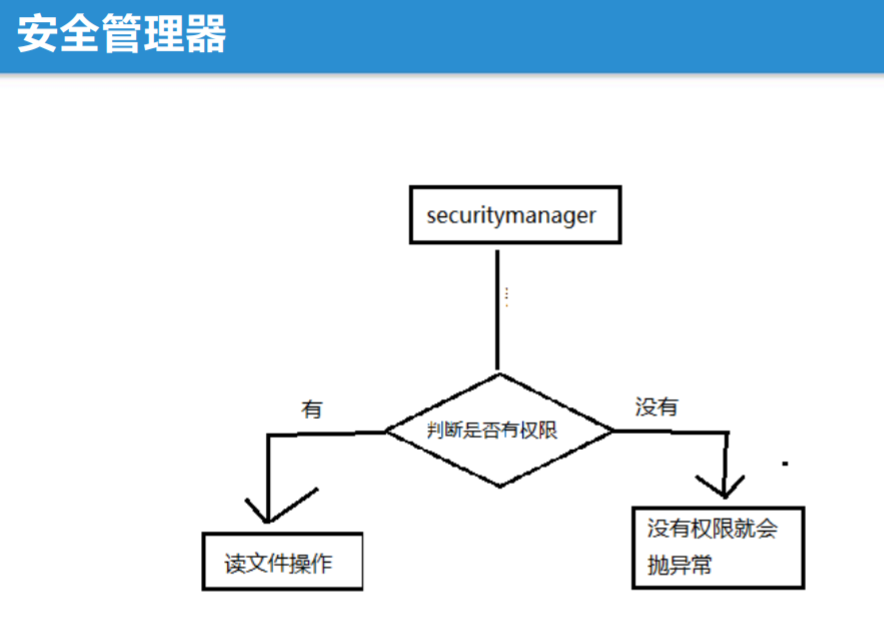 安全管理器
securitymanager
有
没有
判断是否有权限
读文件操作
没有权限就会
抛异常